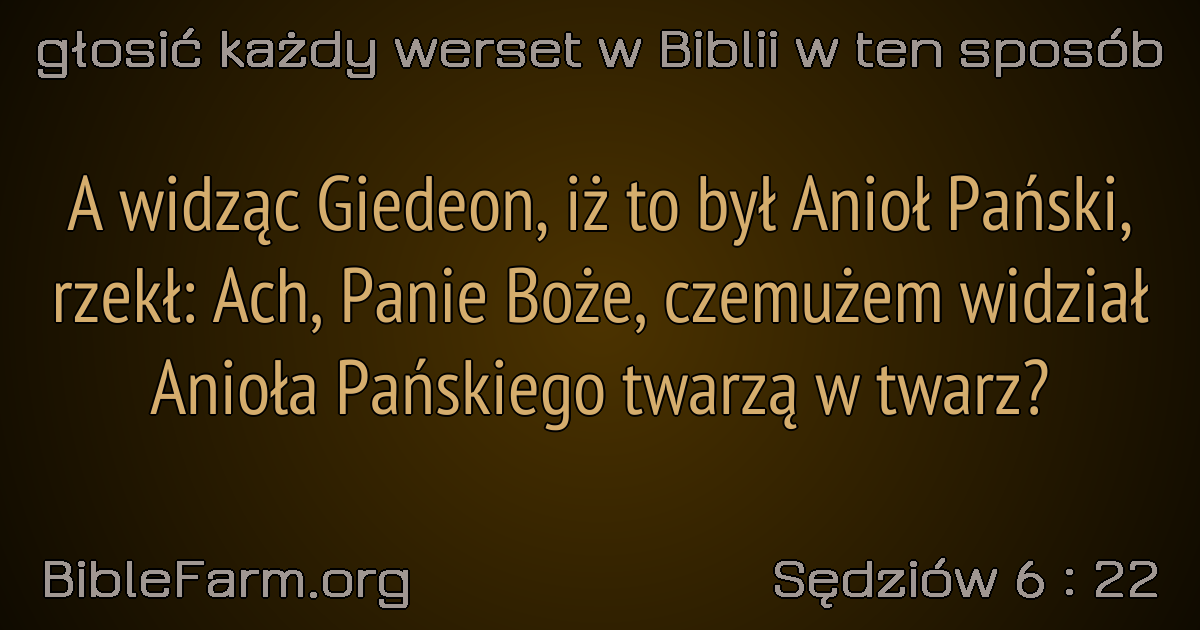 głosić każdy werset w Biblii w ten sposób
A widząc Giedeon, iż to był Anioł Pański,
rzekł: Ach, Panie Boże, czemużem widział
Anioła Pańskiego twarzą w twarz?
BibleFarm.org
Sędziów 6 : 22